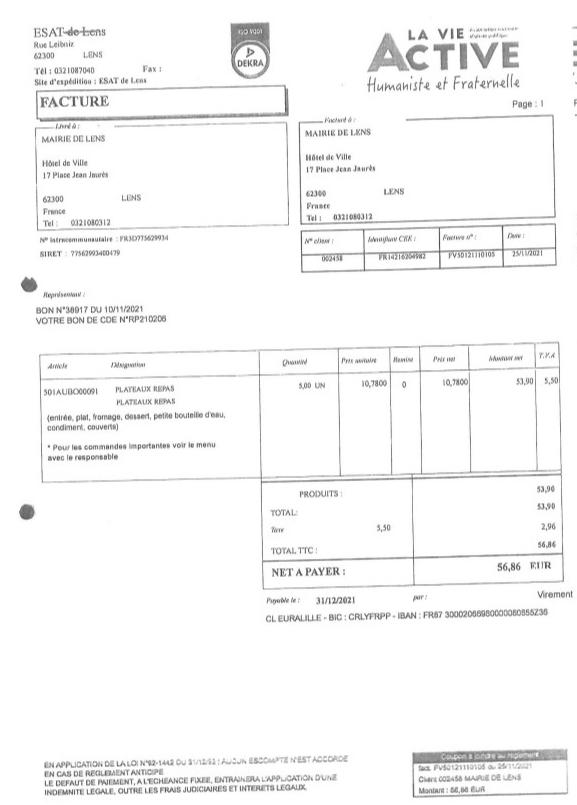 ESAT de Lens
Rue Leibniz
62300 LENS
Tél : 0321087040 Fax :
Site d'expédition : ESAT de Lens
ISO 9001
DEKRA
LA VIE
ACTIVE
Humaniste et Fraternelle
FACTURE
Page : 1
Livré à :
MAIRIE DE LENS
Hôtel de Ville
17 Place Jean Jaurès
62300 LENS
France
Tel : 0321080312
Facturé à :
MAIRIE DE LENS
Hôtel de Ville
17 Place Jean Jaurès
62300 LENS
France
Tel : 0321080312
N° intracommunautaire : FR3D775629934
SIRET : 77562993400479
N° client : Identifiant CEE : Facture n° : Date :
002458 FR14216204982 FV50121110105 25/11/2021
Représentant :
BON N°38917 DU 10/11/2021
VOTRE BON DE CDE N°RP210206
Article Désignation Quantité Prix unitaire Remise Prix net Montant net T.V.A
501AUBO00091 PLATEAUX REPAS 5,00 UN 10,7800 0 10,7800 53,90 5,50
PLATEAUX REPAS
(entrée, plat, fromage, dessert, petite bouteille d'eau,
condiment, couverts)
* Pour les commandes importantes voir le menu
avec le responsable
PRODUITS : 53,90
TOTAL: 53,90
Taxe 5,50 2,96
TOTAL TTC : 56,86
NET A PAYER : 56,86 EUR
Payable le : 31/12/2021 par : Virement
CL EURALILLE - BIC : CRLYFRPP - IBAN :
EN APPLICATION DE LA LOI N°92-1442 DU 31/12/92 : AUCUN ESCOMPTE N'EST ACCORDE
EN CAS DE REGLEMENT ANTICIPE
LE DEFAUT DE PAIEMENT, A L'ECHEANCE FIXEE, ENTRAINERA L'APPLICATION D'UNE
INDEMNITE LEGALE, OUTRE LES FRAIS JUDICIAIRES ET INTERETS LEGAUX.
Coupon à joindre au règlement
fact. FV50121110105 du 25/11/2021
Client 002458 MAIRIE DE LENS
Montant : 56,86 EUR